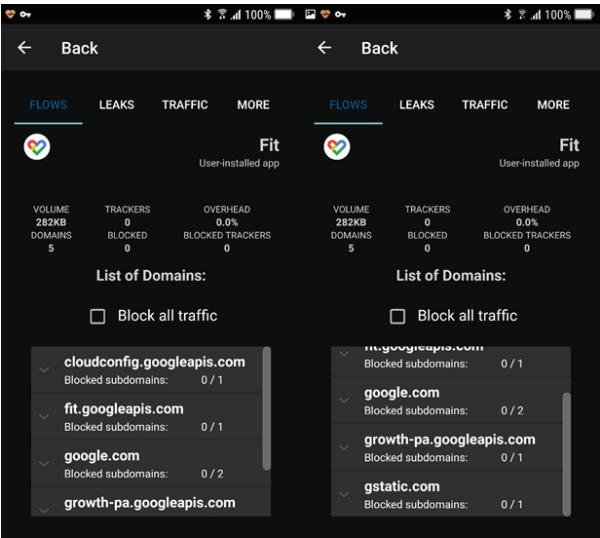 100%
Back
FLOWS LEAKS TRAFFIC MORE
Fit
User-installed app
VOLUME TRACKERS OVERHEAD
282KB 0 0.0%
DOMAINS BLOCKED BLOCKED TRACKERS
5 0 0
List of Domains:
Block all traffic
cloudconfig.googleapis.com
Blocked subdomains: 0 / 1
fit.googleapis.com
Blocked subdomains: 0 / 1
google.com
Blocked subdomains: 0 / 2
growth-pa.googleapis.com
100%
Back
FLOWS LEAKS TRAFFIC MORE
Fit
User-installed app
VOLUME TRACKERS OVERHEAD
282KB 0 0.0%
DOMAINS BLOCKED BLOCKED TRACKERS
5 0 0
List of Domains:
Block all traffic
fit.googleapis.com
Blocked subdomains: 0 / 1
google.com
Blocked subdomains: 0 / 2
growth-pa.googleapis.com
Blocked subdomains: 0 / 1
gstatic.com
Blocked subdomains: 0 / 1